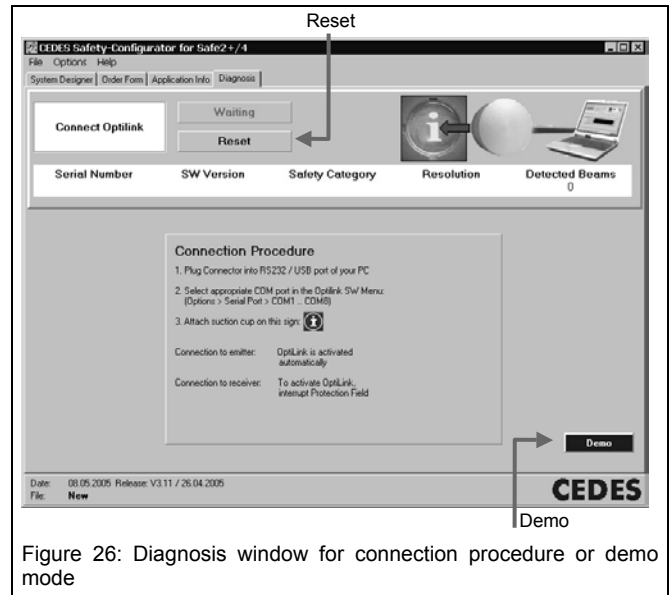 Reset
CEDES Safety-Configurator for Safe2+/4
File Options Help
System Designer Order Form Application Info Diagnosis
Connect Optilink
Waiting
Reset
Serial Number SW Version Safety Category Resolution Detected Beams
0
Connection Procedure
1. Plug Connector into RS232 / USB port of your PC
2. Select appropriate COM port in the Optilink SW Menu:
(Options > Serial Port > COM1 .. COM8)
3. Attach suction cup on this sign:
Connection to emitter: OptiLink is activated
automatically
Connection to receiver: To activate OptiLink,
interrupt Protection Field
Demo
Date: 08.05.2005 Release: V3.11 / 26.04.2005
File: New
CEDES
Demo
Figure 26: Diagnosis window for connection procedure or demo
mode